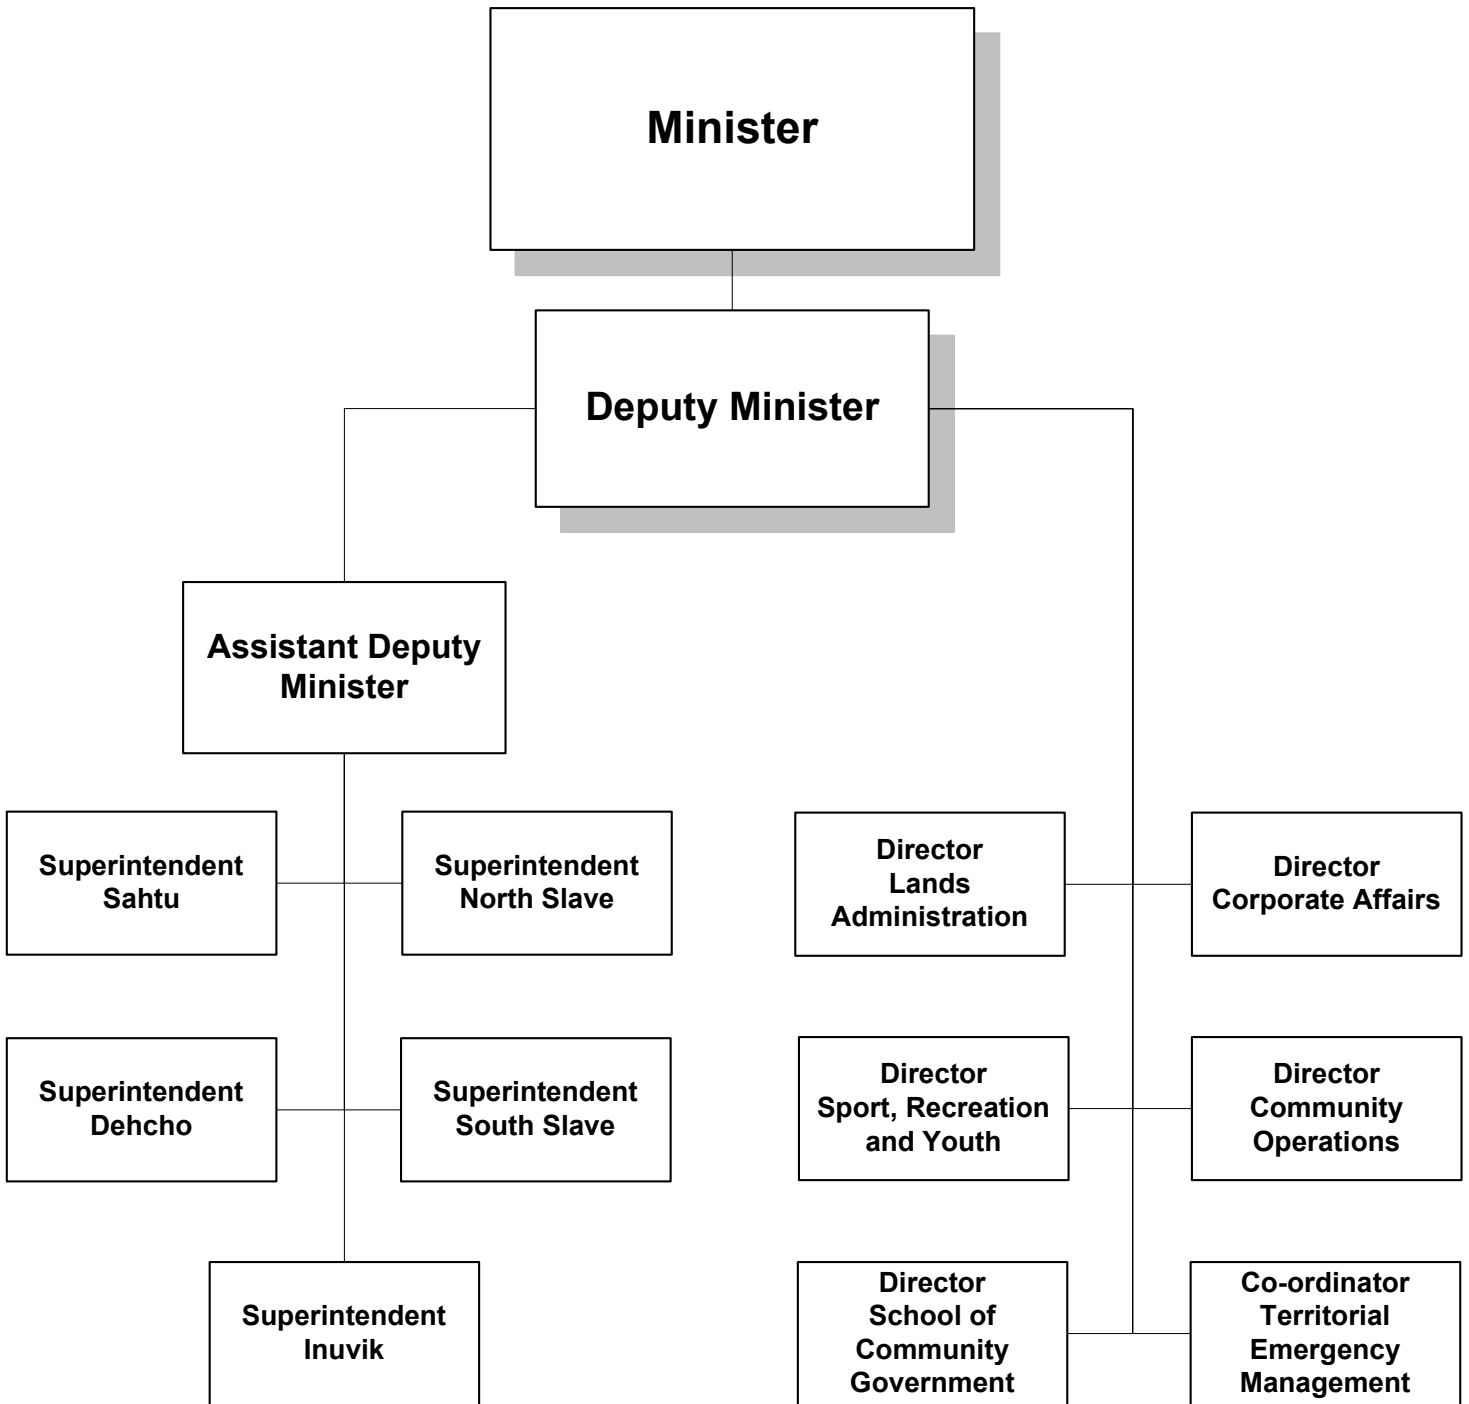 Minister
Deputy Minister
Assistant Deputy
Minister
Superintendent
Sahtu
Superintendent
North Slave
Director
Lands
Administration
Director
Corporate Affairs
Superintendent
Dehcho
Superintendent
South Slave
Director
Sport, Recreation
and Youth
Director
Community
Operations
Superintendent
Inuvik
Director
School of
Community
Government
Co-ordinator
Territorial
Emergency
Management